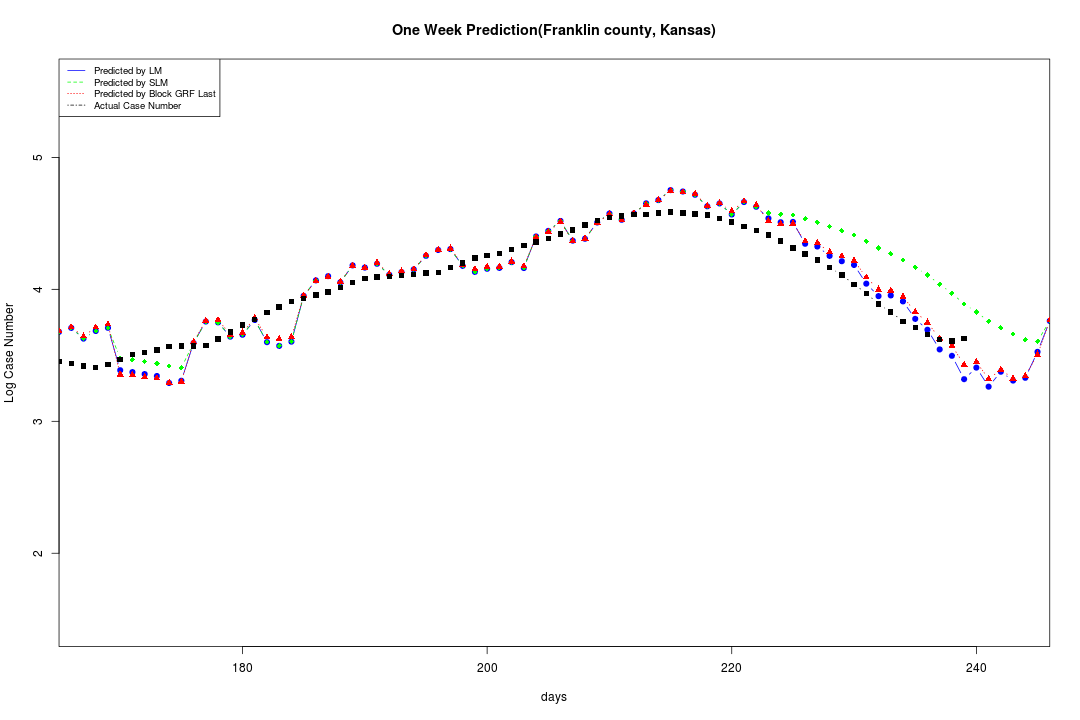 One Week Prediction(Franklin county, Kansas)
Predicted by LM
Predicted by SLM
Predicted by Block GRF Last
Actual Case Number
5
4
3
2
Log Case Number
180 200 220 240
days